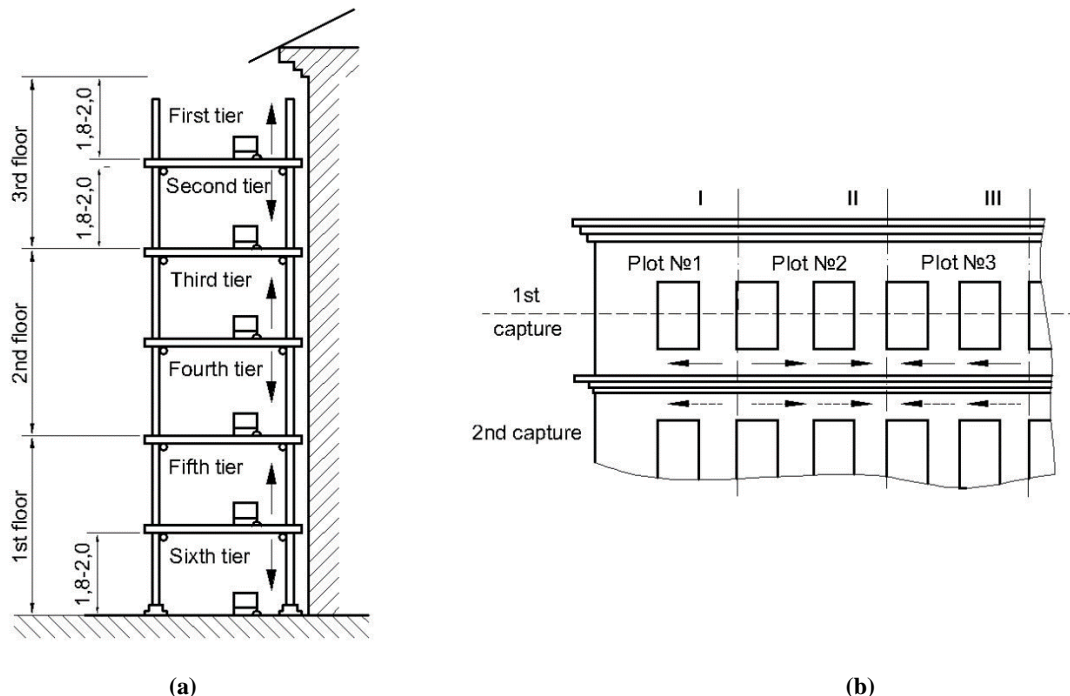 First tier
Second tier
Third tier
Fourth tier
Fifth tier
Sixth tier
3rd floor
2nd floor
1st floor
1,8-2,0
1,8-2,0
1,8-2,0
(a)
I
II
III
Plot №1
Plot №2
Plot №3
1st
capture
2nd capture
(b)